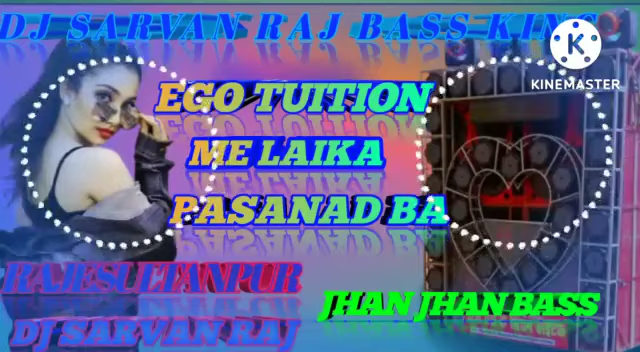 DJ SARVAN RAJ BASS KING
KINEMASTER
EGO TUITION
ME LAIKA
PASANAD BA
RAJESULTANPUR
JHAN JHAN BASS
DJ SARVAN RAJ